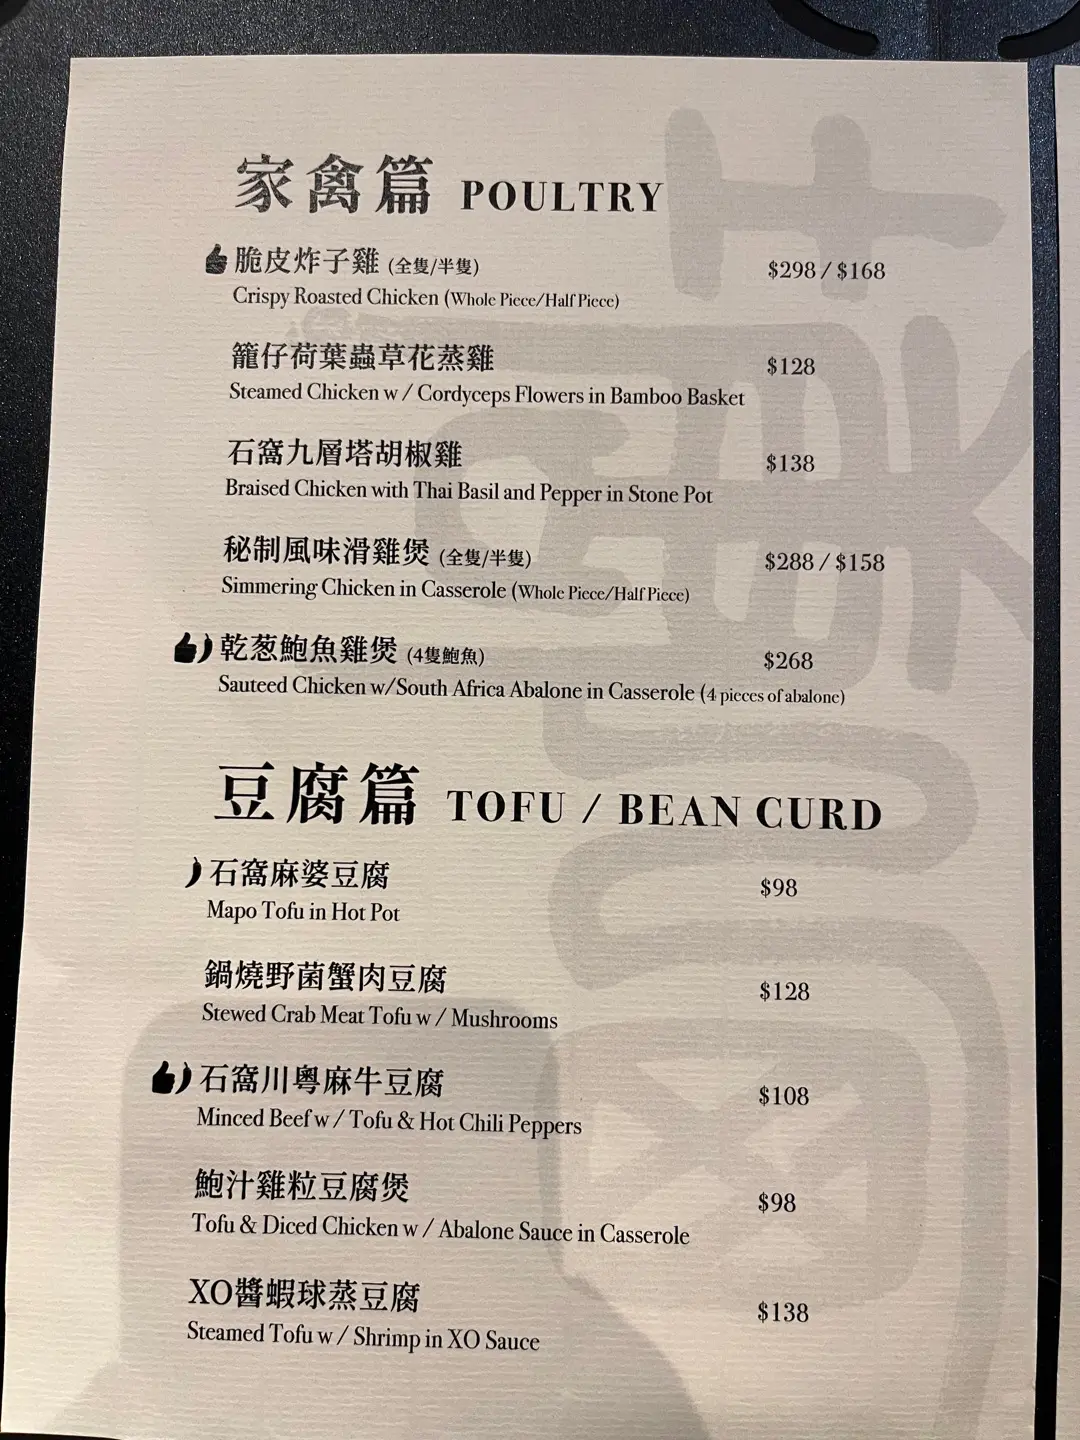 家禽篇 POULTRY
脆皮炸子雞 (全隻/半隻) $298 / $168
Crispy Roasted Chicken (Whole Piece/Half Piece)
籠仔荷葉蟲草花蒸雞 $128
Steamed Chicken w / Cordyceps Flowers in Bamboo Basket
石窩九層塔胡椒雞 $138
Braised Chicken with Thai Basil and Pepper in Stone Pot
秘制風味滑雞煲 (全隻/半隻) $288 / $158
Simmering Chicken in Casserole (Whole Piece/Half Piece)
乾葱鮑魚雞煲 (4隻鮑魚) $268
Sauteed Chicken w/South Africa Abalone in Casserole (4 pieces of abalone)
豆腐篇 TOFU / BEAN CURD
石窩麻婆豆腐 $98
Mapo Tofu in Hot Pot
鍋燒野菌蟹肉豆腐 $128
Stewed Crab Meat Tofu w / Mushrooms
石窩川粵麻牛豆腐 $108
Minced Beef w / Tofu & Hot Chili Peppers
鮑汁雞粒豆腐煲 $98
Tofu & Diced Chicken w / Abalone Sauce in Casserole
XO醬蝦球蒸豆腐 $138
Steamed Tofu w / Shrimp in XO Sauce